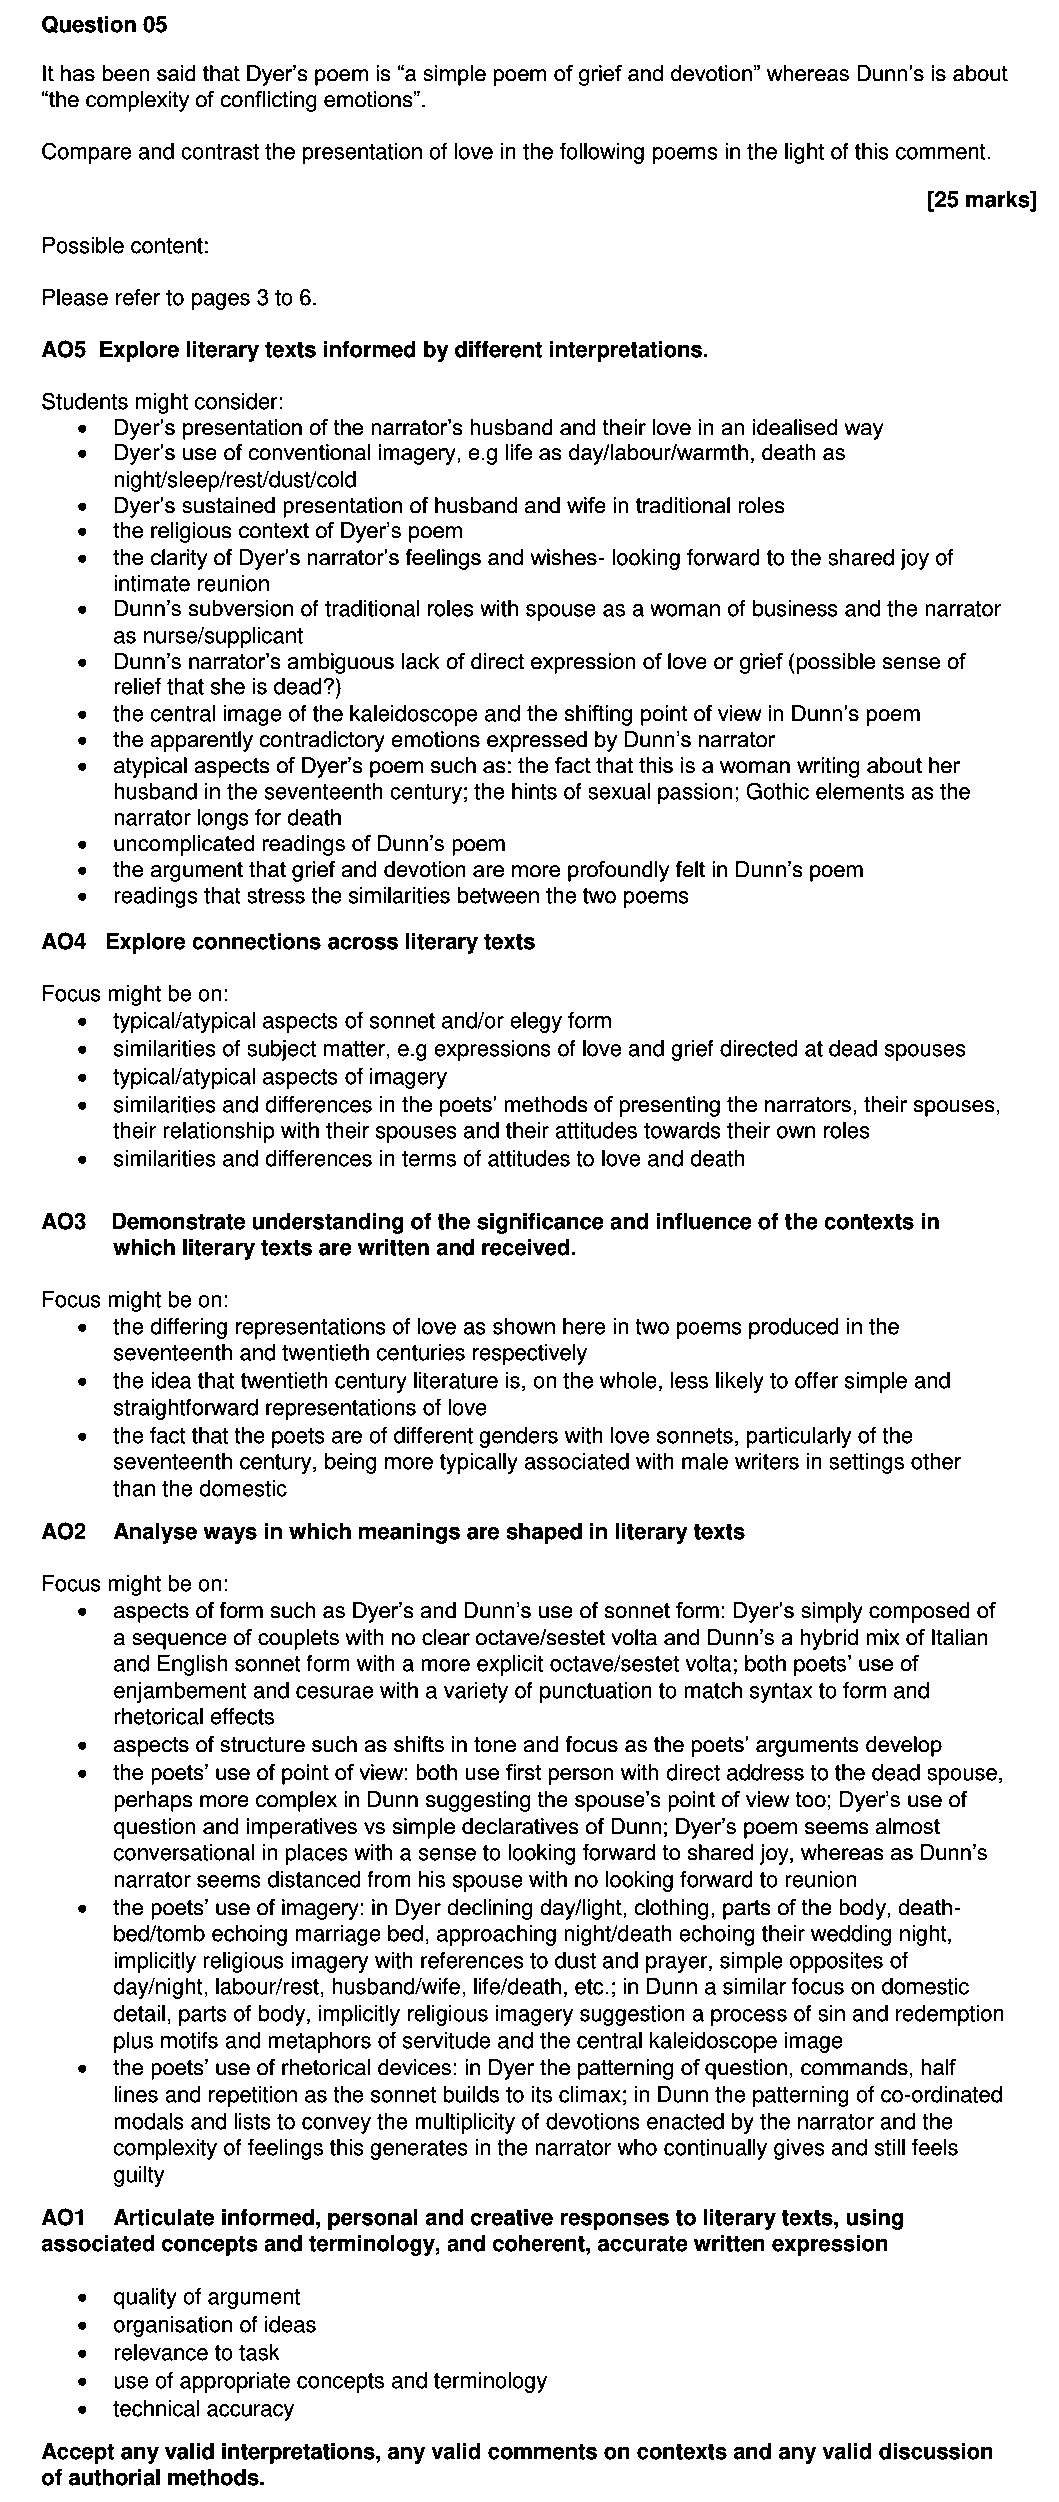 Question 05
It has been said that Dyer's poem is “a simple poem of grief and devotion” whereas Dunn's is about
“the complexity of conflicting emotions”.
Compare and contrast the presentation of love in the following poems in the light of this comment.
[25 marks]
Possible content:
Please refer to pages 3 to 6.
AO5 Explore literary texts informed by different interpretations.
Students might consider:
• Dyer's presentation of the narrator's husband and their love in an idealised way
• Dyer's use of conventional imagery, e.g life as day/labour/warmth, death as
night/sleep/rest/dust/cold
• Dyer's sustained presentation of husband and wife in traditional roles
• the religious context of Dyer's poem
• the clarity of Dyer's narrator's feelings and wishes- looking forward to the shared joy of
intimate reunion
• Dunn's subversion of traditional roles with spouse as a woman of business and the narrator
as nurse/supplicant
• Dunn's narrator's ambiguous lack of direct expression of love or grief (possible sense of
relief that she is dead?)
• the central image of the kaleidoscope and the shifting point of view in Dunn's poem
• the apparently contradictory emotions expressed by Dunn's narrator
• atypical aspects of Dyer's poem such as: the fact that this is a woman writing about her
husband in the seventeenth century; the hints of sexual passion; Gothic elements as the
narrator longs for death
• uncomplicated readings of Dunn's poem
• the argument that grief and devotion are more profoundly felt in Dunn's poem
• readings that stress the similarities between the two poems
AO4 Explore connections across literary texts
Focus might be on:
• typical/atypical aspects of sonnet and/or elegy form
• similarities of subject matter, e.g expressions of love and grief directed at dead spouses
• typical/atypical aspects of imagery
• similarities and differences in the poets' methods of presenting the narrators, their spouses,
their relationship with their spouses and their attitudes towards their own roles
• similarities and differences in terms of attitudes to love and death
AO3 Demonstrate understanding of the significance and influence of the contexts in
which literary texts are written and received.
Focus might be on:
• the differing representations of love as shown here in two poems produced in the
seventeenth and twentieth centuries respectively
• the idea that twentieth century literature is, on the whole, less likely to offer simple and
straightforward representations of love
• the fact that the poets are of different genders with love sonnets, particularly of the
seventeenth century, being more typically associated with male writers in settings other
than the domestic
AO2 Analyse ways in which meanings are shaped in literary texts
Focus might be on:
• aspects of form such as Dyer's and Dunn's use of sonnet form: Dyer's simply composed of
a sequence of couplets with no clear octave/sestet volta and Dunn's a hybrid mix of Italian
and English sonnet form with a more explicit octave/sestet volta; both poets' use of
enjambement and cesurae with a variety of punctuation to match syntax to form and
rhetorical effects
• aspects of structure such as shifts in tone and focus as the poets' arguments develop
• the poets' use of point of view: both use first person with direct address to the dead spouse,
perhaps more complex in Dunn suggesting the spouse's point of view too; Dyer's use of
question and imperatives vs simple declaratives of Dunn; Dyer's poem seems almost
conversational in places with a sense to looking forward to shared joy, whereas as Dunn's
narrator seems distanced from his spouse with no looking forward to reunion
• the poets' use of imagery: in Dyer declining day/light, clothing, parts of the body, death-
bed/tomb echoing marriage bed, approaching night/death echoing their wedding night,
implicitly religious imagery with references to dust and prayer, simple opposites of
day/night, labour/rest, husband/wife, life/death, etc.; in Dunn a similar focus on domestic
detail, parts of body, implicitly religious imagery suggestion a process of sin and redemption
plus motifs and metaphors of servitude and the central kaleidoscope image
• the poets' use of rhetorical devices: in Dyer the patterning of question, commands, half
lines and repetition as the sonnet builds to its climax; in Dunn the patterning of co-ordinated
modals and lists to convey the multiplicity of devotions enacted by the narrator and the
complexity of feelings this generates in the narrator who continually gives and still feels
guilty
AO1 Articulate informed, personal and creative responses to literary texts, using
associated concepts and terminology, and coherent, accurate written expression
• quality of argument
• organisation of ideas
• relevance to task
• use of appropriate concepts and terminology
• technical accuracy
Accept any valid interpretations, any valid comments on contexts and any valid discussion
of authorial methods.